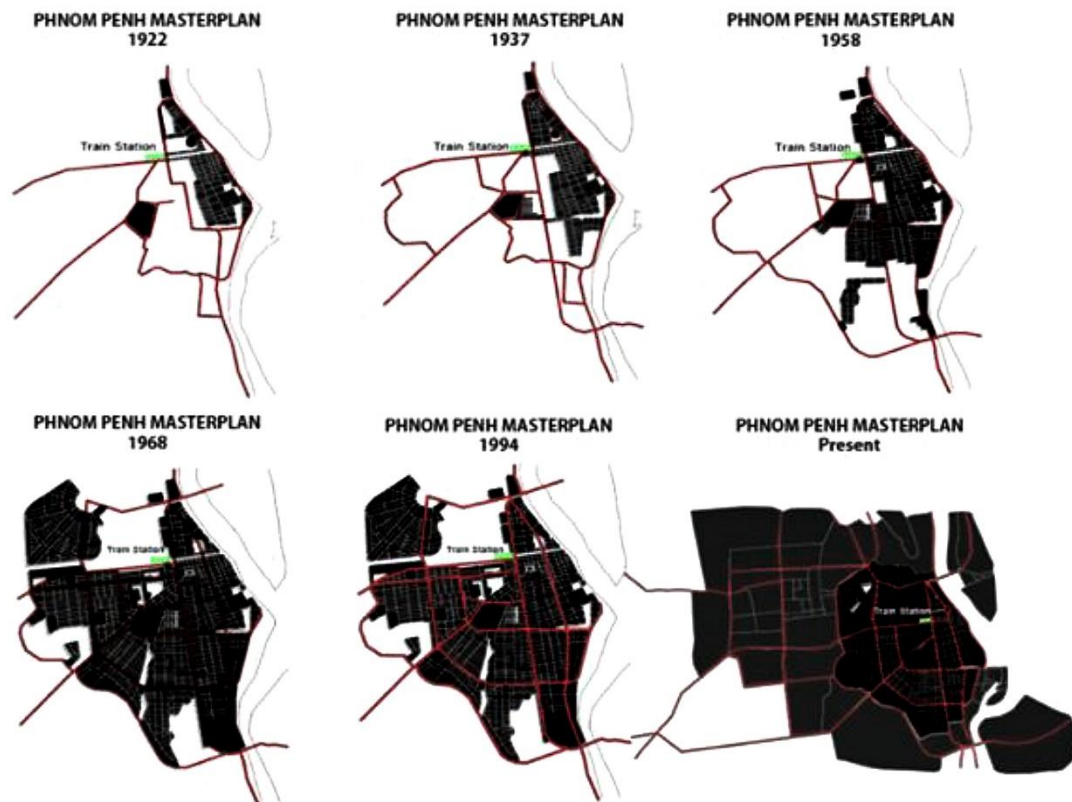 PHNOM PENH MASTERPLAN
1922
Train Station
PHNOM PENH MASTERPLAN
1937
Train Station
PHNOM PENH MASTERPLAN
1958
Train Station
PHNOM PENH MASTERPLAN
1968
Train Station
PHNOM PENH MASTERPLAN
1994
Train Station
PHNOM PENH MASTERPLAN
Present
Train Station